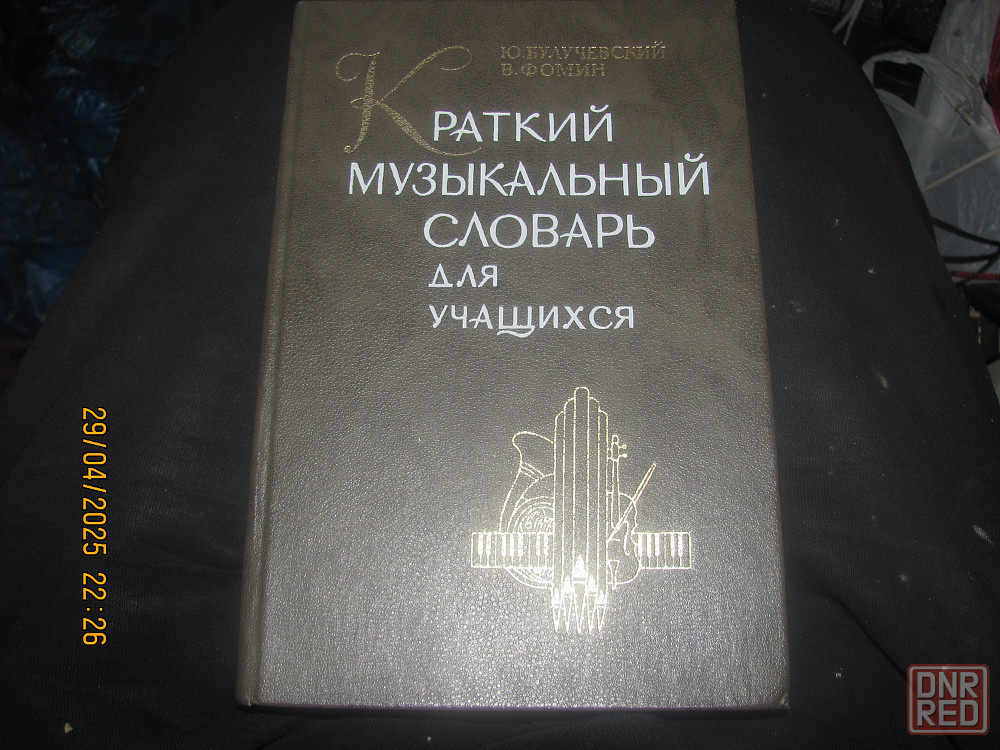 Ю.БУЛУЧЕВСКИЙ
В.ФОМИН
КРАТКИЙ
МУЗЫКАЛЬНЫЙ
СЛОВАРЬ
ДЛЯ
УЧАЩИХСЯ
29/04/2025 22:26
DNR
RED